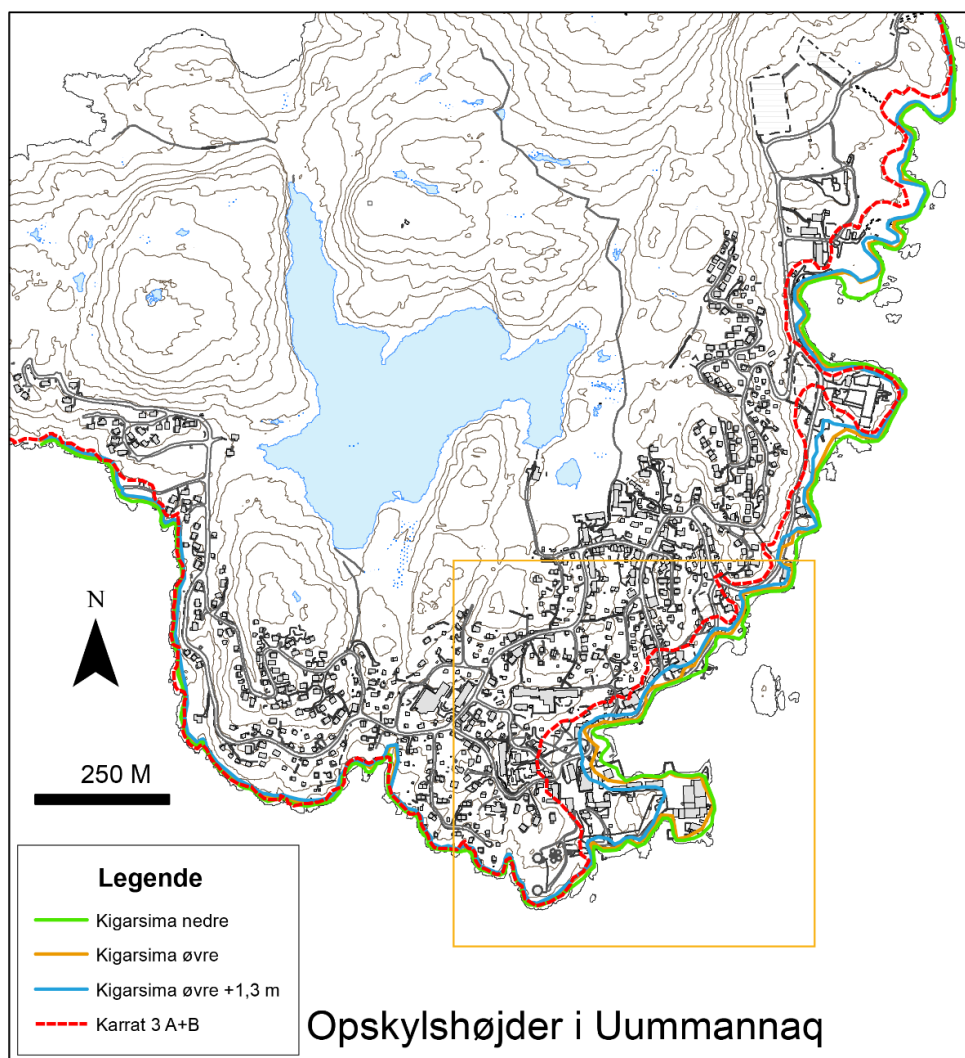 N
250 M
Legende
Kigarsima nedre
Kigarsima øvre
Kigarsima øvre +1,3 m
Karrat 3 A+B
Opskylshøjder i Uummannaq